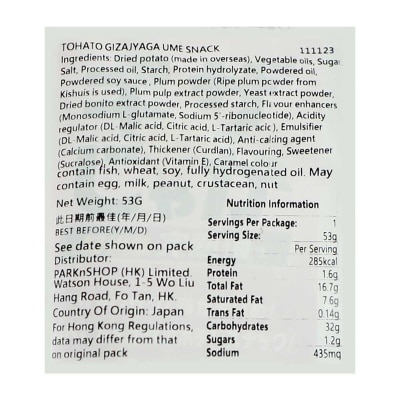 TOHATO GIZAJYAGA UME SNACK 111123
Ingredients: Dried potato (made in overseas), Vegetable oils, Sugar
Salt, Processed oil, Starch, Protein hydrolyzate, Powdered oil,
Powdered soy sauce , Plum powder (Ripe plum powder from
Kishuis is used), Plum pulp extract powder, Yeast extract powder,
Dried bonito extract powder, Processed starch, Flavour enhancers
(Monosodium L-glutamate, Sodium 5'-ribonucleotide), Acidity
regulator (DL-Malic acid, Citric acid, L-Tartaric acic ), Emulsifier
(DL-Malic acid, Citric acid, L-Tartaric acid), Anti-caking agent
(Calcium carbonate), Thickener (Curdlan), Flavouring, Sweetener
(Sucralose), Antioxidant (Vitamin E), Caramel colour
contain fish, wheat, soy, fully hydrogenated oil. May
contain egg, milk, peanut, crustacean, nut
Net Weight: 53G
此日期前最佳(年/月/日)
BEST BEFORE(Y/M/D)
See date shown on pack
Distributor:
PARKnSHOP (HK) Limited.
Watson House, 1-5 Wo Liu
Hang Road, Fo Tan, HK.
Country Of Origin: Japan
For Hong Kong Regulations,
data may differ from that
on original pack
Nutrition Information
Servings Per Package: 1
Serving Size: 53g
Per Serving
Energy 285kcal
Protein 1.6g
Total Fat 16.7g
Saturated Fat 7.6g
Trans Fat 0.14g
Carbohydrates 32g
Sugars 1.2g
Sodium 435mg